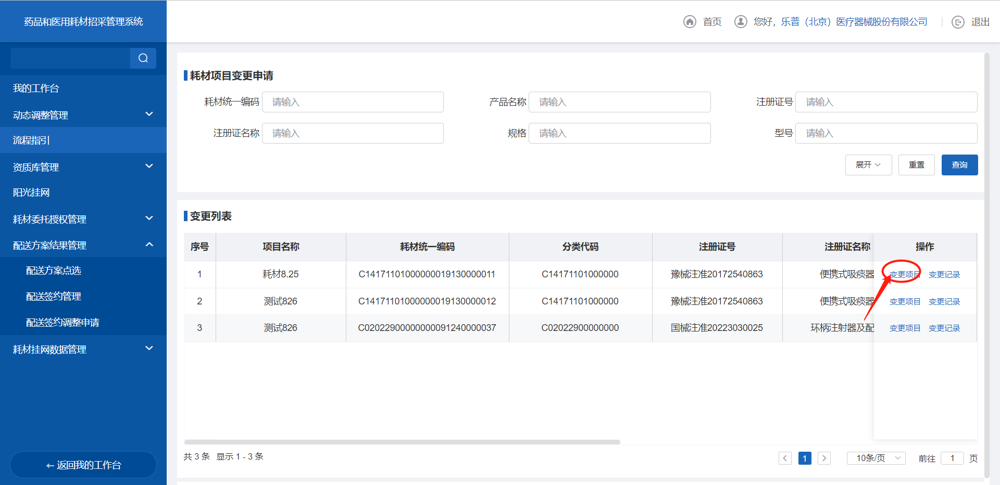 药品和医用耗材招采管理系统
首页 您好，乐普（北京）医疗器械股份有限公司 退出
我的工作台
动态调整管理
流程指引
资质库管理
阳光挂网
耗材委托授权管理
配送方案结果管理
配送方案点选
配送签约管理
配送签约调整申请
耗材挂网数据管理
返回我的工作台
耗材项目变更申请
耗材统一编码 请输入 产品名称 请输入 注册证号 请输入
注册证名称 请输入 规格 请输入 型号 请输入
展开 重置 查询
变更列表
序号 项目名称 耗材统一编码 分类代码 注册证号 注册证名称 操作
1 耗材8.25 C14171101000000019130000011 C14171101000000 豫械注准20172540863 便携式吸痰器 变更项目 变更记录
2 测试826 C14171101000000019130000012 C14171101000000 豫械注准20172540863 便携式吸痰器 变更项目 变更记录
3 测试826 C02022900000000091240000037 C02022900000000 国械注准20223030025 环柄注射器及配 变更项目 变更记录
共 3 条 显示 1 - 3 条 1 10条/页 前往 1 页